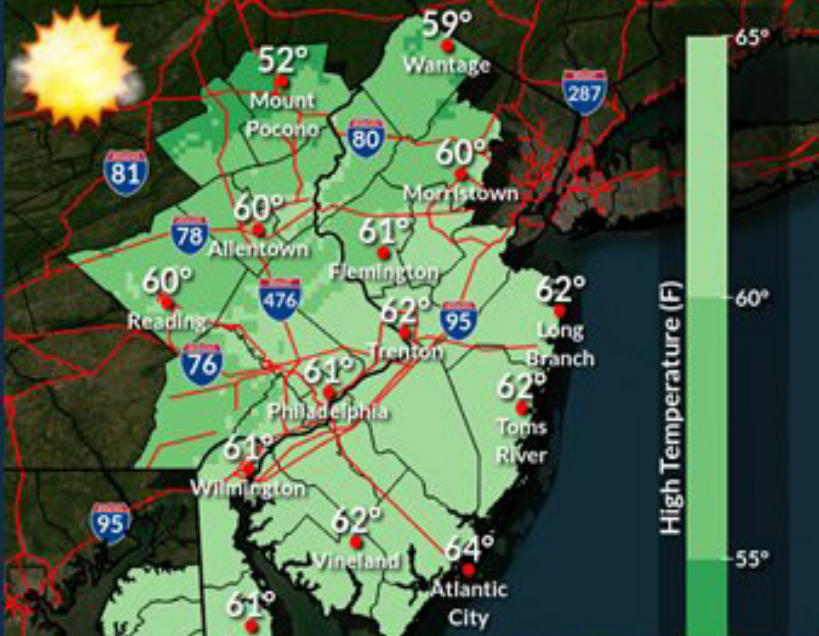 59°
Wantage
65°
52°
Mount
Pocono
287
80
81
60°
Morristown
60°
Allentown
78
61°
Flemington
60°
Reading
476
62°
Trenton
95
62°
Long
Branch
60°
High Temperature (F)
76
61°
Philadelphia
62°
Toms
River
61°
Wilmington
95
62°
Vineland
64°
Atlantic
City
55°
61°